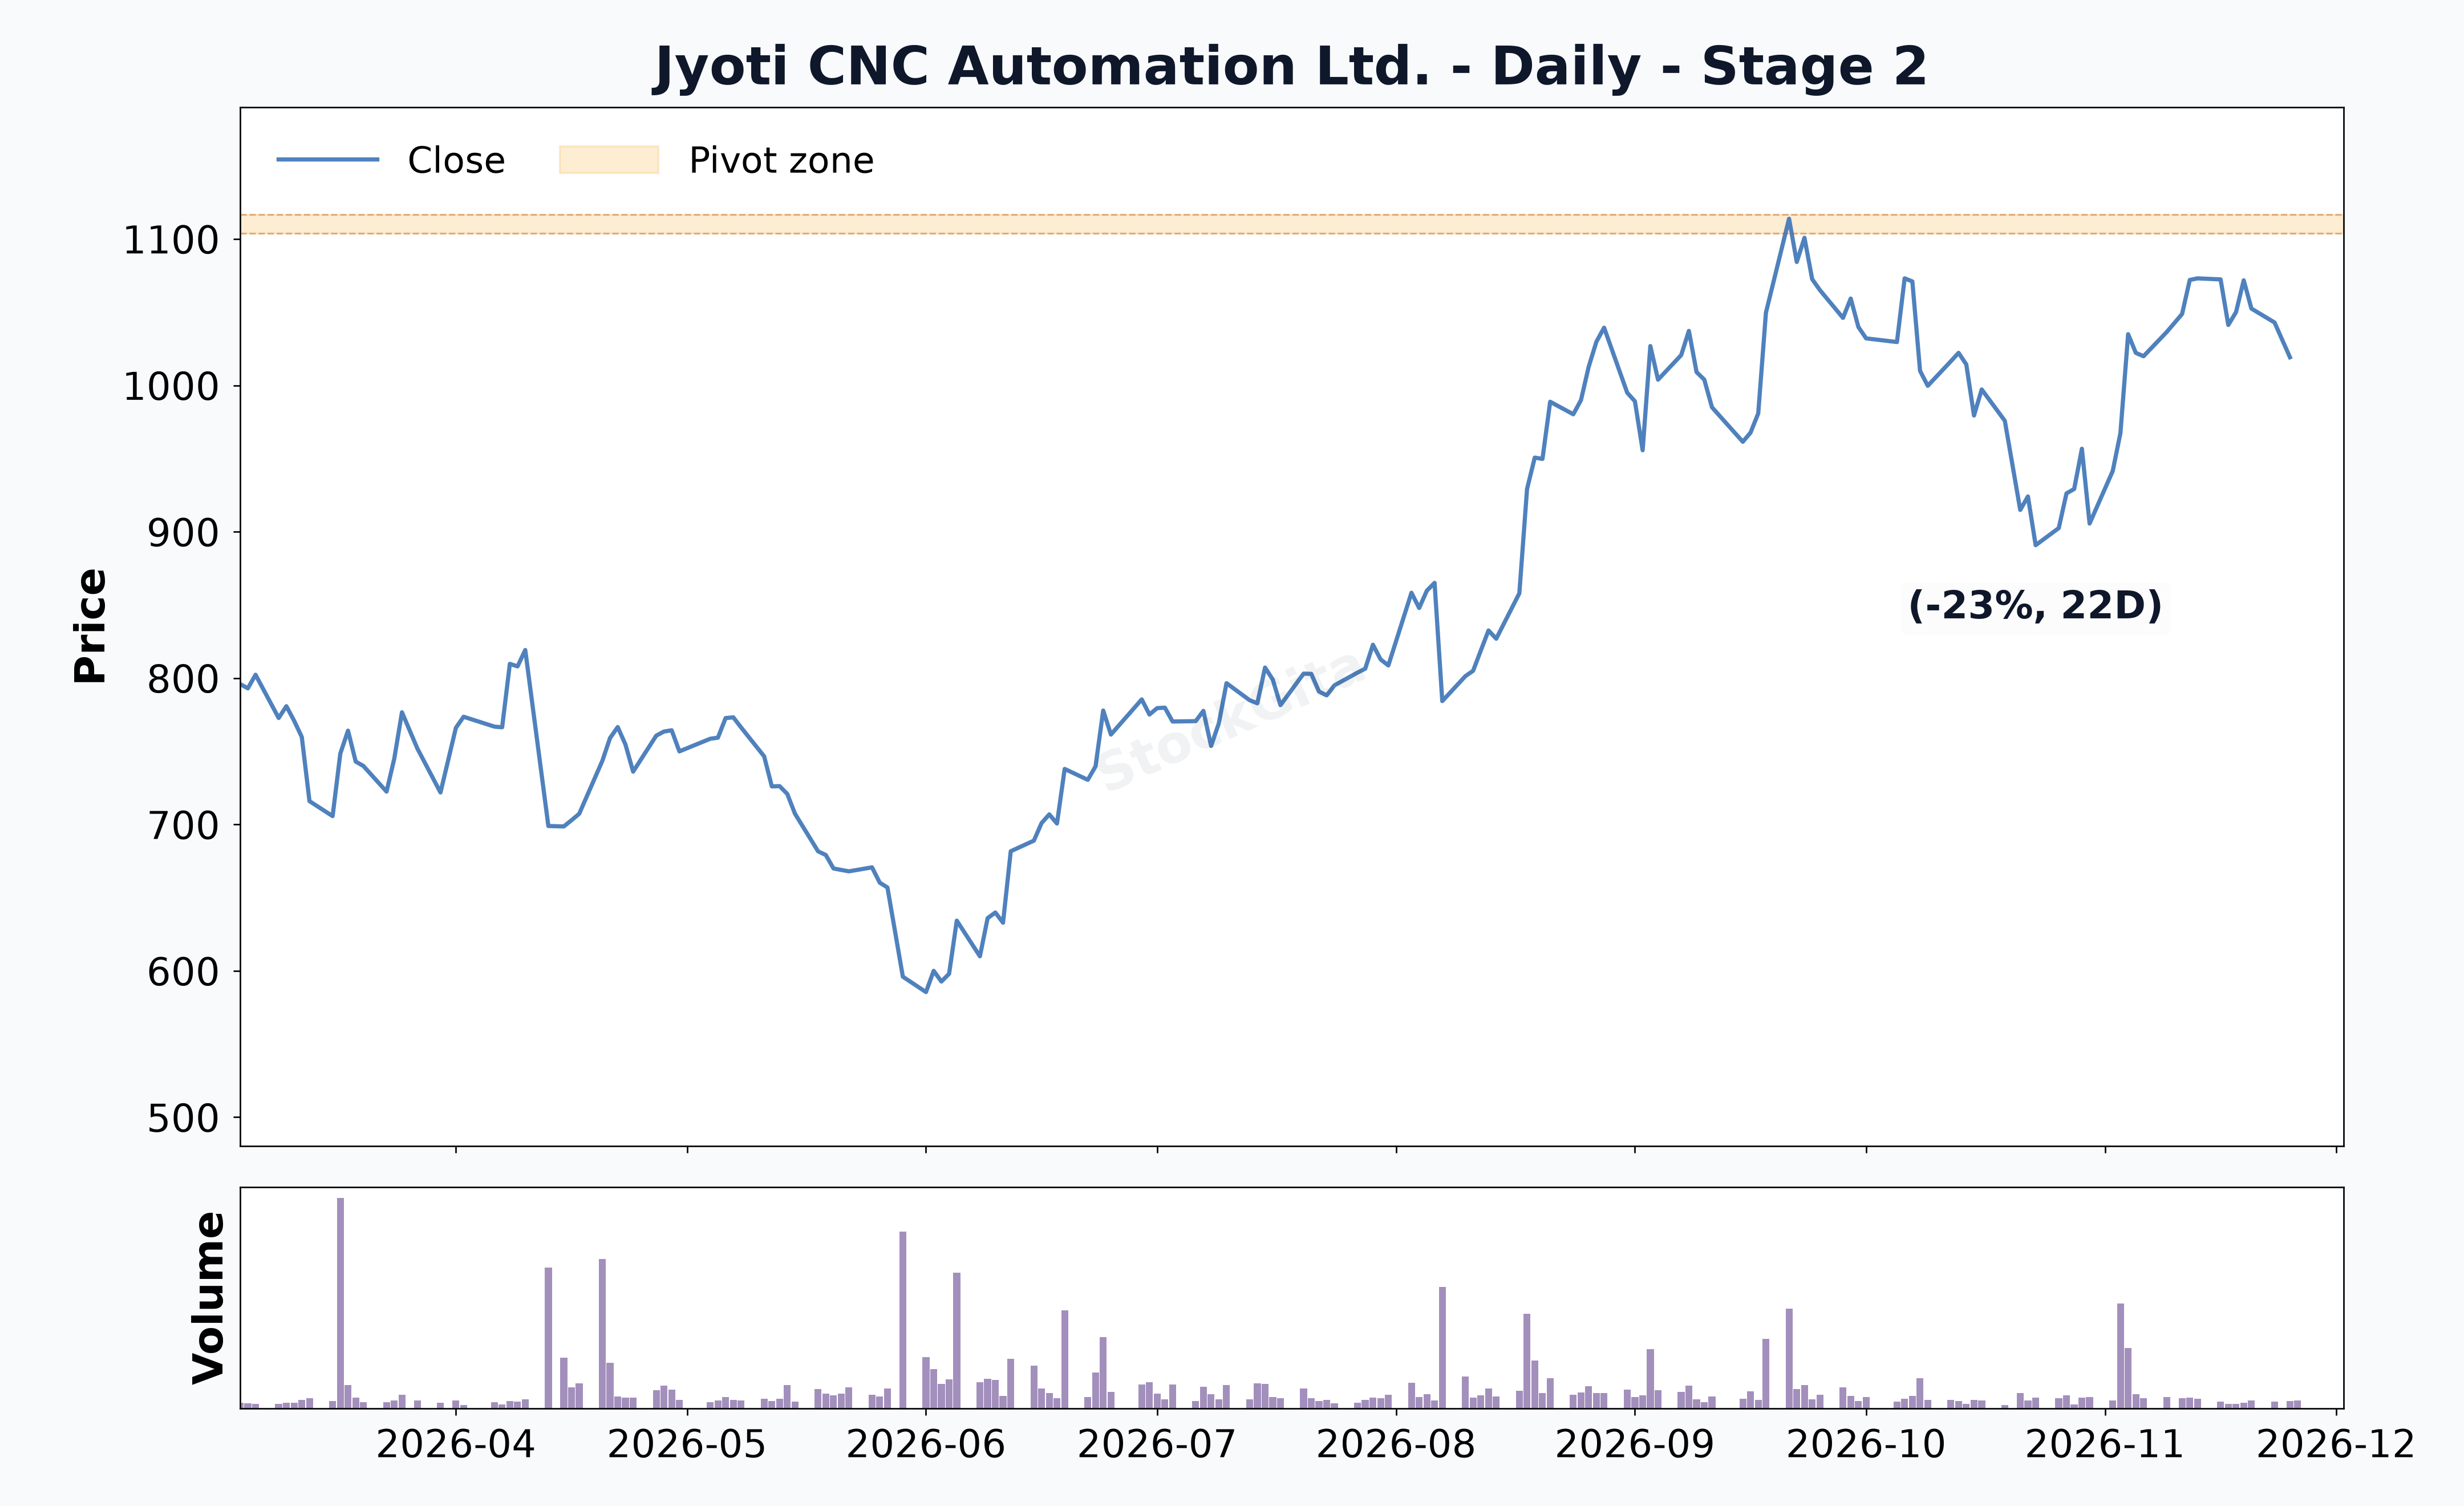 Jyoti CNC Automation Ltd. - Daily - Stage 2
Close
Pivot zone
1100
1000
900
800
700
600
500
Price
(-23%, 22D)
StockGita
Volume
2026-04
2026-05
2026-06
2026-07
2026-08
2026-09
2026-10
2026-11
2026-12